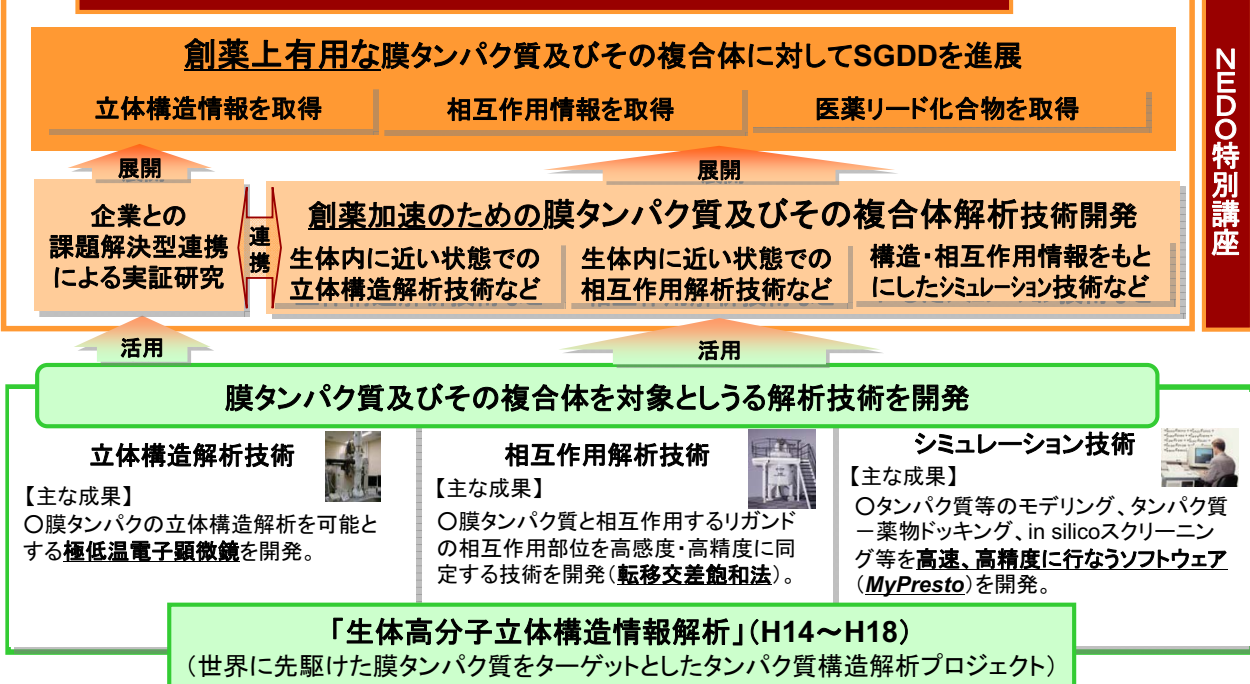 創薬上有用な膜タンパク質及びその複合体に対してSGDDを進展
立体構造情報を取得
相互作用情報を取得
医薬リード化合物を取得
NEDO特別講座
展開
展開
企業との
課題解決型連携
による実証研究
連携
創薬加速のための膜タンパク質及びその複合体解析技術開発
生体内に近い状態での
立体構造解析技術など
生体内に近い状態での
相互作用解析技術など
構造・相互作用情報をもと
にしたシミュレーション技術など
活用
活用
膜タンパク質及びその複合体を対象としうる解析技術を開発
立体構造解析技術
【主な成果】
○膜タンパクの立体構造解析を可能と
する極低温電子顕微鏡を開発。
相互作用解析技術
【主な成果】
○膜タンパク質と相互作用するリガンド
の相互作用部位を高感度・高精度に同
定する技術を開発(転移交差飽和法)。
シミュレーション技術
【主な成果】
○タンパク質等のモデリング、タンパク質
－薬物ドッキング、in silicoスクリーニン
グ等を高速、高精度に行なうソフトウェア
(MyPresto)を開発。
「生体高分子立体構造情報解析」(H14～H18)
(世界に先駆けた膜タンパク質をターゲットとしたタンパク質構造解析プロジェクト)